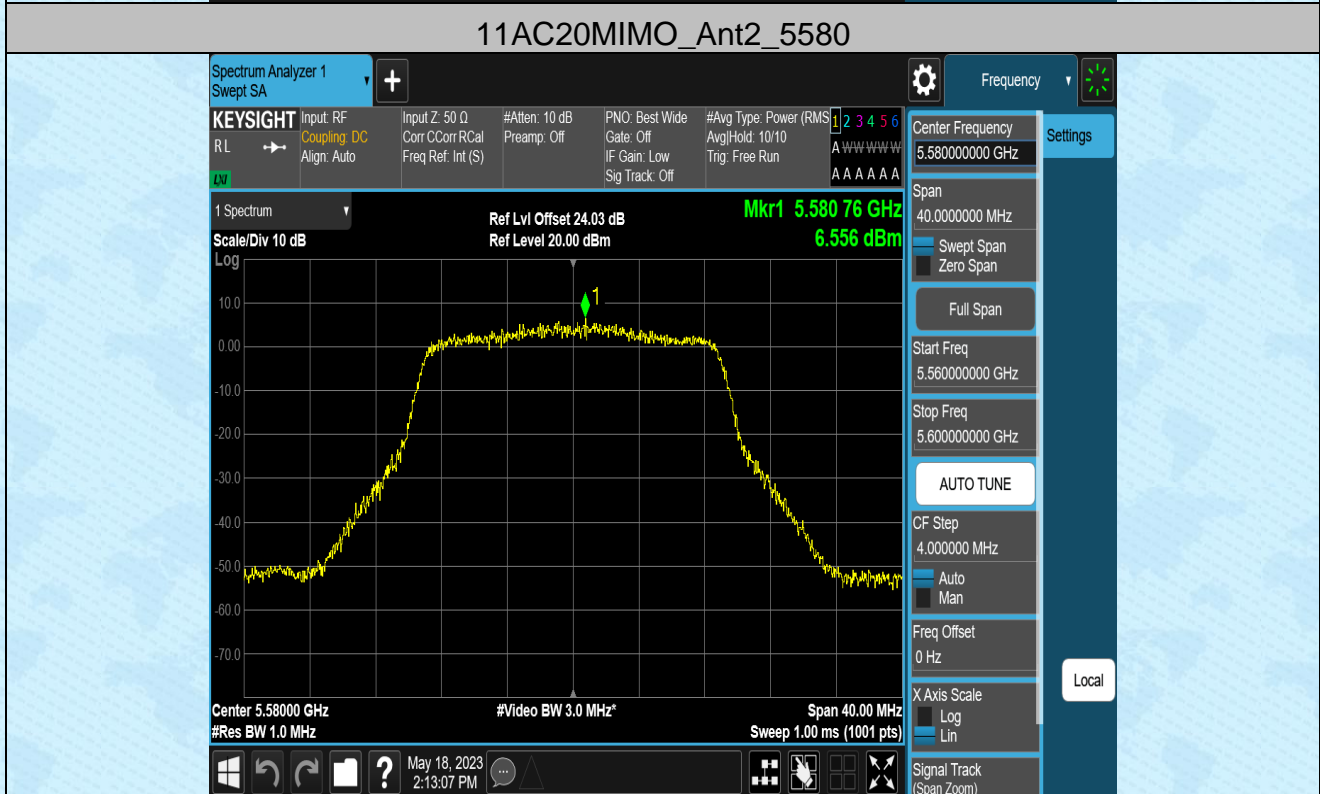 11AC20MIMO_Ant2_5580
Spectrum Analyzer 1
Swept SA
Frequency
KEYSIGHT
RL
LXI
Input: RF
Coupling: DC
Align: Auto
Input Z: 50 Ω
Corr CCorr RCal
Freq Ref: Int (S)
#Atten: 10 dB
Preamp: Off
PNO: Best Wide
Gate: Off
IF Gain: Low
Sig Track: Off
#Avg Type: Power (RMS
Avg|Hold: 10/10
Trig: Free Run
1 2 3 4 5 6
A W W W W W
A A A A A A
1 Spectrum
Scale/Div 10 dB
Log
Ref Lvl Offset 24.03 dB
Ref Level 20.00 dBm
Mkr1 5.580 76 GHz
6.556 dBm
1
10.0
0.00
-10.0
-20.0
-30.0
-40.0
-50.0
-60.0
-70.0
Center 5.58000 GHz
#Res BW 1.0 MHz
#Video BW 3.0 MHz*
Span 40.00 MHz
Sweep 1.00 ms (1001 pts)
Center Frequency
5.580000000 GHz
Settings
Span
40.0000000 MHz
Swept Span
Zero Span
Full Span
Start Freq
5.560000000 GHz
Stop Freq
5.600000000 GHz
AUTO TUNE
CF Step
4.000000 MHz
Auto
Man
Freq Offset
0 Hz
X Axis Scale
Log
Lin
Local
Signal Track
(Span Zoom)
?
May 18, 2023
2:13:07 PM